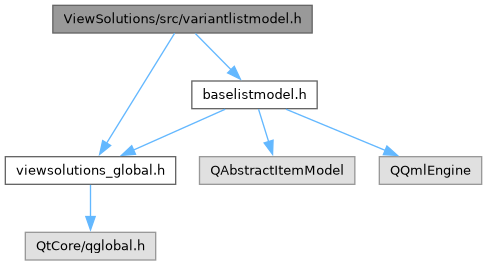 ViewSolutions/src/variantlistmodel.h
baselistmodel.h
viewsolutions_global.h
QAbstractItemModel
QQmlEngine
QtCore/qglobal.h